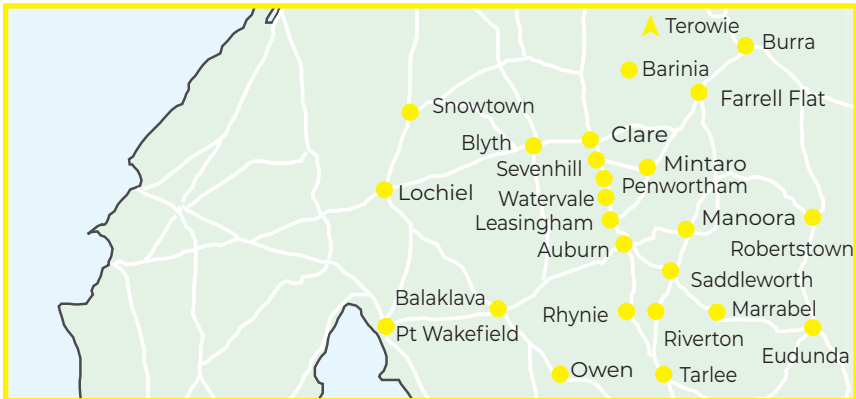 Terowie
Burra
Barinia
Farrell Flat
Snowtown
Clare
Blyth
Sevenhill
Mintaro
Penwortham
Lochiel
Watervale
Leasingham
Manoora
Auburn
Robertstown
Saddleworth
Balaklava
Rhynie
Marrabel
Pt Wakefield
Riverton
Eudunda
Owen
Tarlee